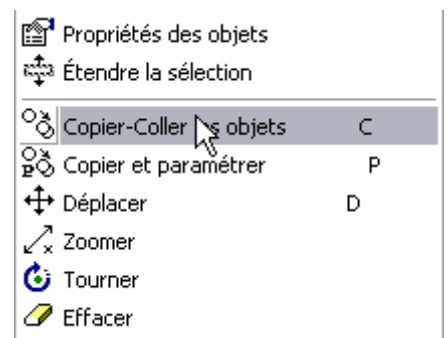 Propriétés des objets
Étendre la sélection
Copier-Coller objets C
Copier et paramétrer P
Déplacer D
Zoomer
Tourner
Effacer